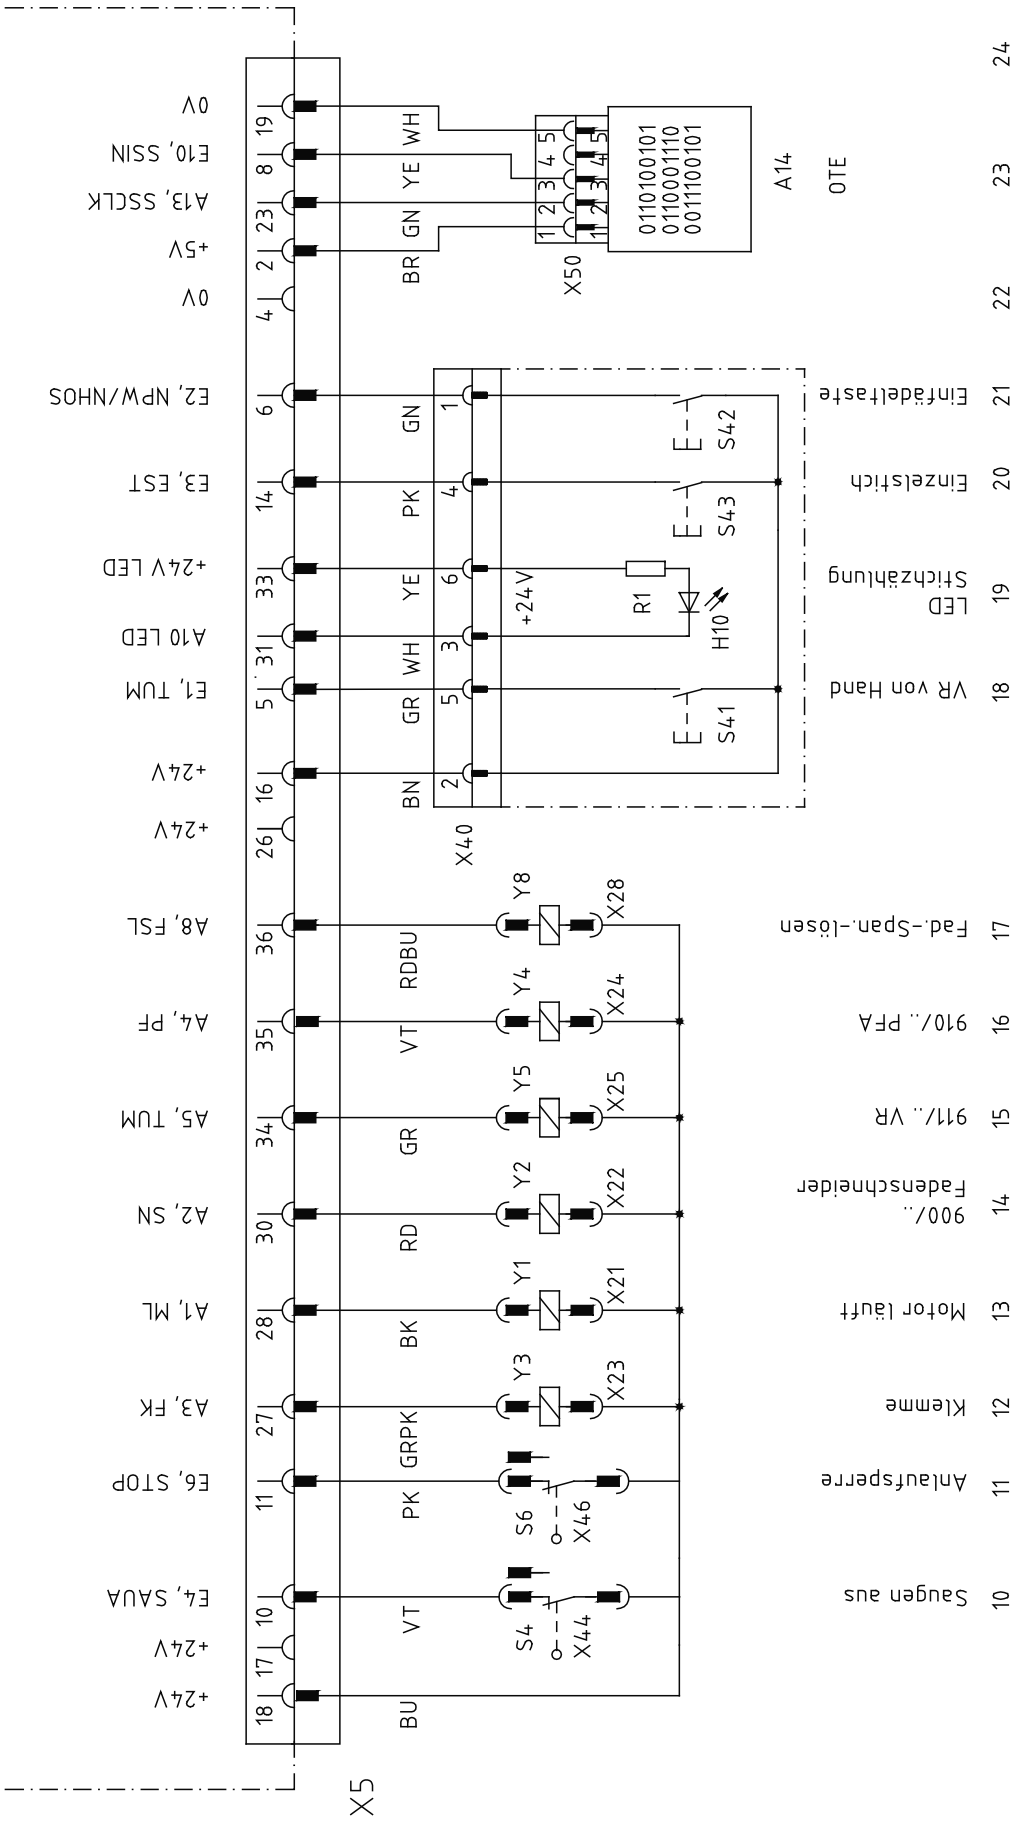 X5
18
17
10
11
27
28
30
34
35
36
26
16
5
31
33
14
6
4
2
23
8
19
+24V
+24V
E4, SAUA
E6, STOP
A3, FK
A1, ML
A2, SN
A5, TUM
A4, PF
A8, FSL
+24V
+24V
E1, TUM
A10 LED
+24V LED
E3, EST
E2, NPW/NHOS
0V
+5V
A13, SSCLK
E10, SSIN
0V
BU
VT
PK
GRPK
BK
RD
GR
VT
RDBU
BN
GR
WH
YE
PK
GN
BR
GN
YE
WH
S4
X44
S6
X46
Y3
X23
Y1
X21
Y2
X22
Y5
X25
Y4
X24
Y8
X28
X40
2
5
3
6
4
1
+24V
S41
H10
R1
S43
S42
X50
1 2 3 4 5
1 2 3 4 5
0110100101
0110001110
0011100101
A14
OTE
Saugen aus
Anlaufsperre
Klemme
Motor läuft
900/..
Fadenschneider
911/.. VR
910/.. PFA
Fad.-Span.-lösen
VR von Hand
LED
Stichzählung
Einzelstich
Einfädeltaste
10
11
12
13
14
15
16
17
18
19
20
21
22
23
24